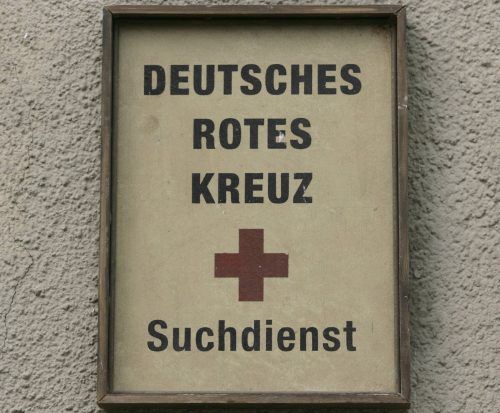 DEUTSCHES
ROTES
KREUZ
Suchdienst